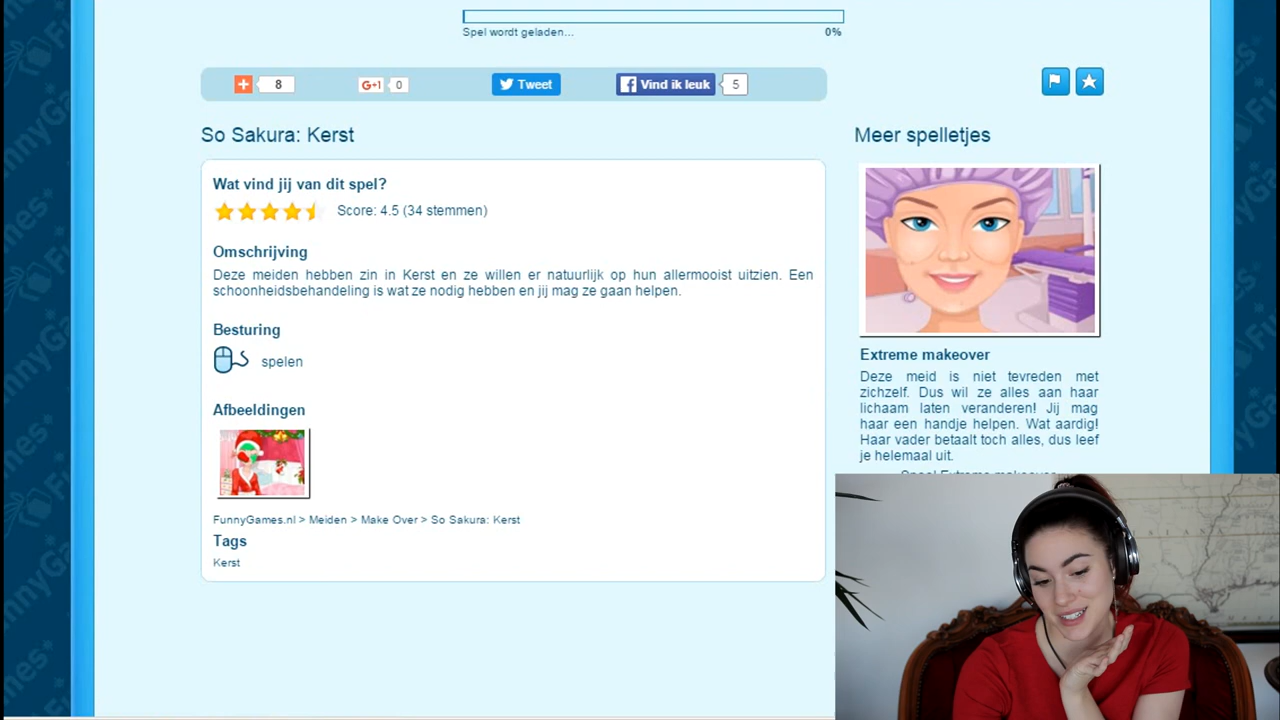 Spel wordt geladen...
0%
8
G+1
0
Tweet
Vind ik leuk
5
So Sakura: Kerst
Wat vind jij van dit spel?
Score: 4.5 (34 stemmen)
Omschrijving
Deze meiden hebben zin in Kerst en ze willen er natuurlijk op hun allermooist uitzien. Een
schoonheidsbehandeling is wat ze nodig hebben en jij mag ze gaan helpen.
Besturing
spelen
Afbeeldingen
FunnyGames.nl > Meiden > Make Over > So Sakura: Kerst
Tags
Kerst
Meer spelletjes
Extreme makeover
Deze meid is niet tevreden met
zichzelf. Dus wil ze alles aan haar
lichaam laten veranderen! Jij mag
haar een handje helpen. Wat aardig!
Haar vader betaalt toch alles, dus leef
je helemaal uit.